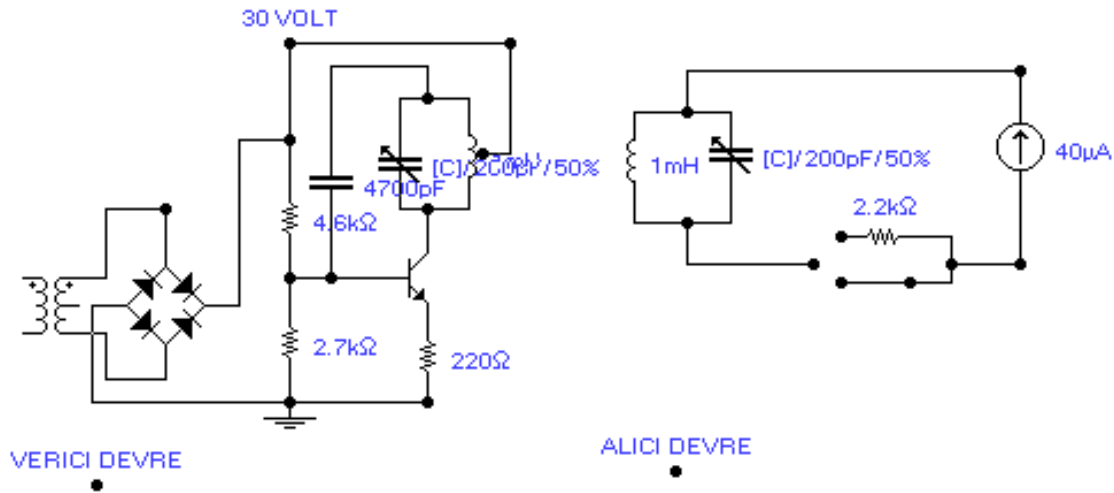 30 VOLT
[C]/200pF/50%
4700pF
4.6kΩ
2.7kΩ
220Ω
VERICI DEVRE
1mH
[C]/200pF/50%
40µA
2.2kΩ
ALICI DEVRE